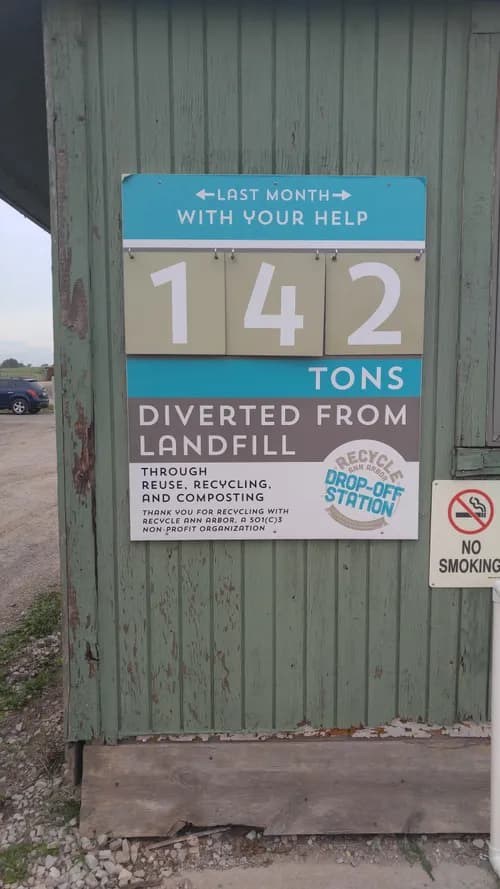 ←LAST MONTH→
WITH YOUR HELP
142
TONS
DIVERTED FROM
LANDFILL
THROUGH
REUSE, RECYCLING,
AND COMPOSTING
THANK YOU FOR RECYCLING WITH
RECYCLE ANN ARBOR, A 501(C)3
NON-PROFIT ORGANIZATION
RECYCLE
ANN ARBOR
DROP-OFF
STATION
NO
SMOKING